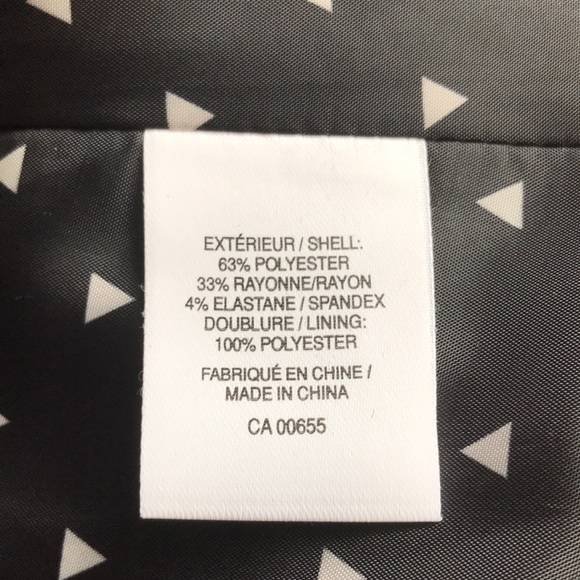 EXTÉRIEUR / SHELL:
63% POLYESTER
33% RAYONNE/RAYON
4% ELASTANE / SPANDEX
DOUBLURE / LINING:
100% POLYESTER
FABRIQUÉ EN CHINE /
MADE IN CHINA
CA 00655